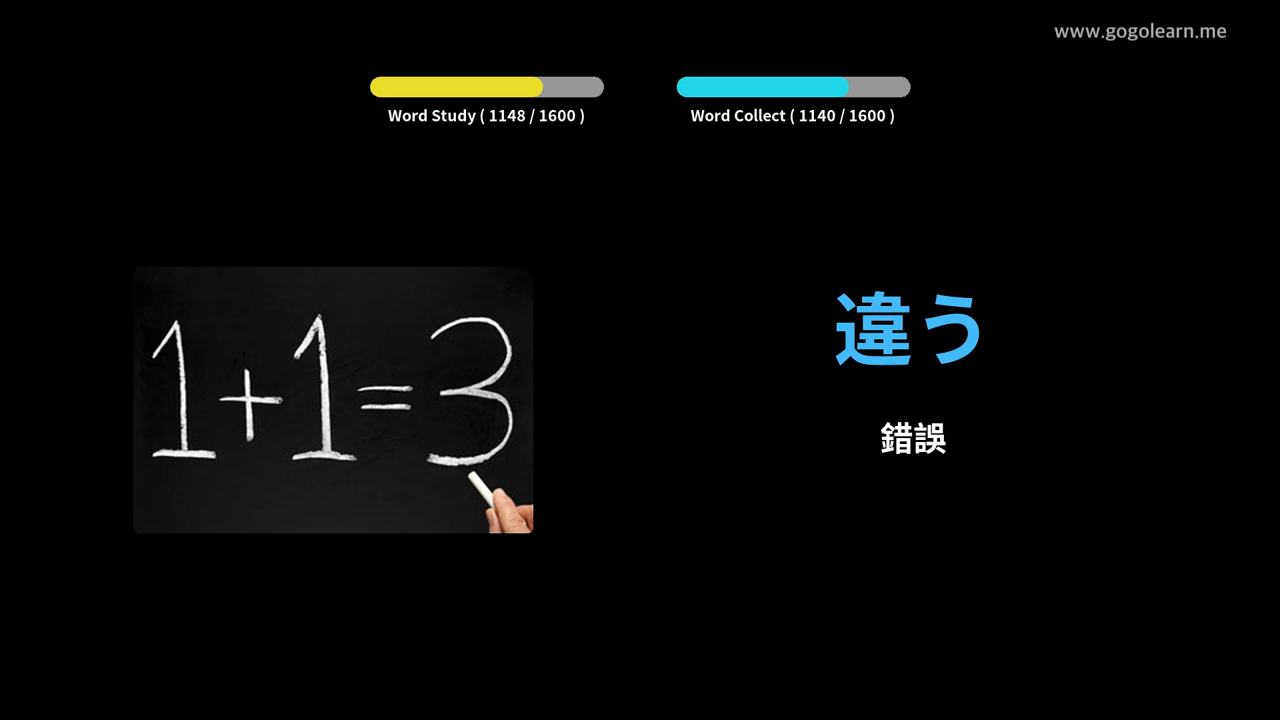 www.gogolearn.me
Word Study ( 1148 / 1600 )
Word Collect ( 1140 / 1600 )
1+1=3
違う
錯誤